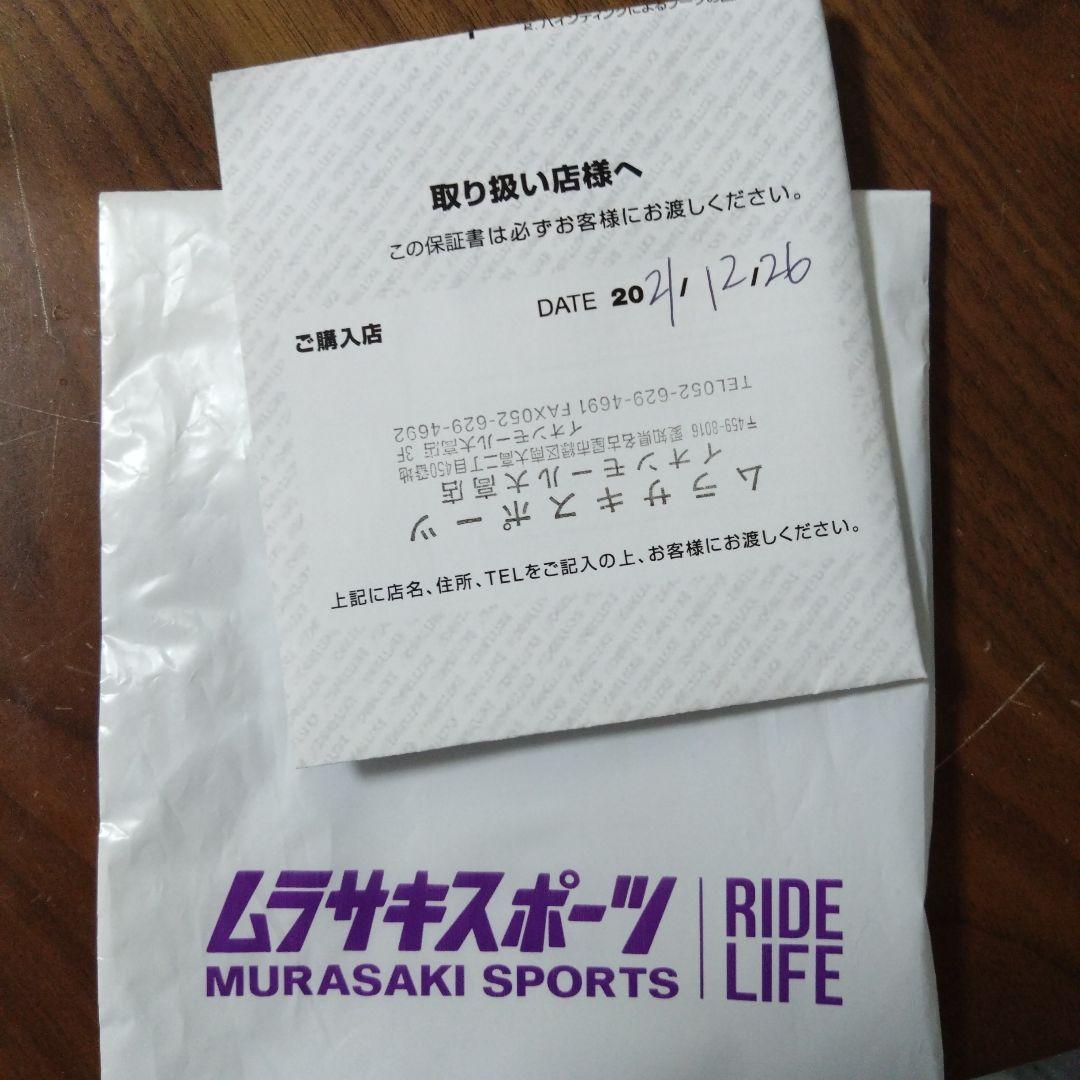 取り扱い店様へ
この保証書は必ずお客様にお渡しください。
DATE 2021/12/26
ご購入店
ムラサキスポーツ
イオンモール大高店
〒459-8016 愛知県名古屋市緑区南大高二丁目450番地
イオンモール大高店 3F
TEL052-629-4691 FAX052-629-4692
上記に店名、住所、TELをご記入の上、お客様にお渡しください。
ムラサキスポーツ
MURASAKI SPORTS
RIDE
LIFE